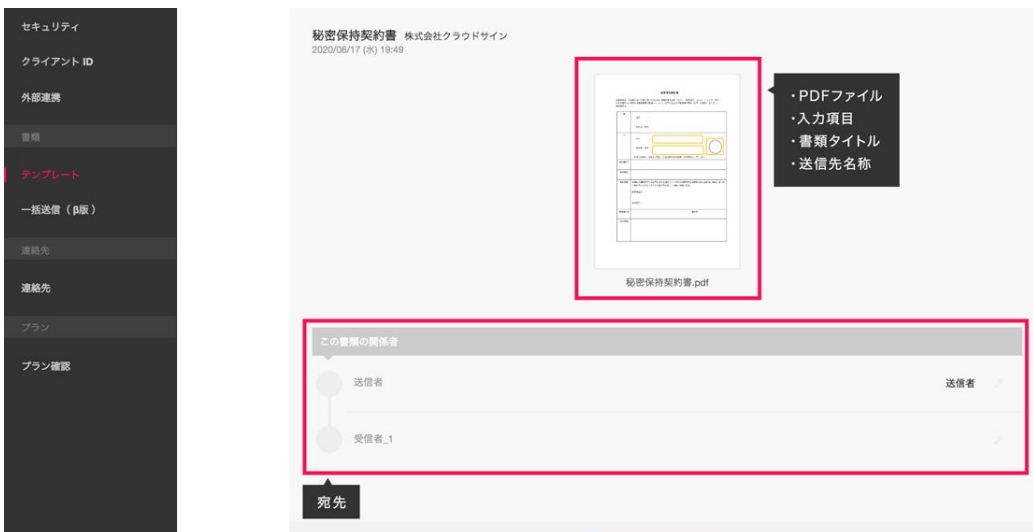 セキュリティ
クライアント ID
外部連携
書類
テンプレート
一括送信（β版）
連絡先
連絡先
プラン
プラン確認
秘密保持契約書 株式会社クラウドサイン
2020/06/17 (水) 19:49
秘密保持契約書.pdf
・PDFファイル
・入力項目
・書類タイトル
・送信先名称
この書類の関係者
送信者 送信者
受信者_1
宛先